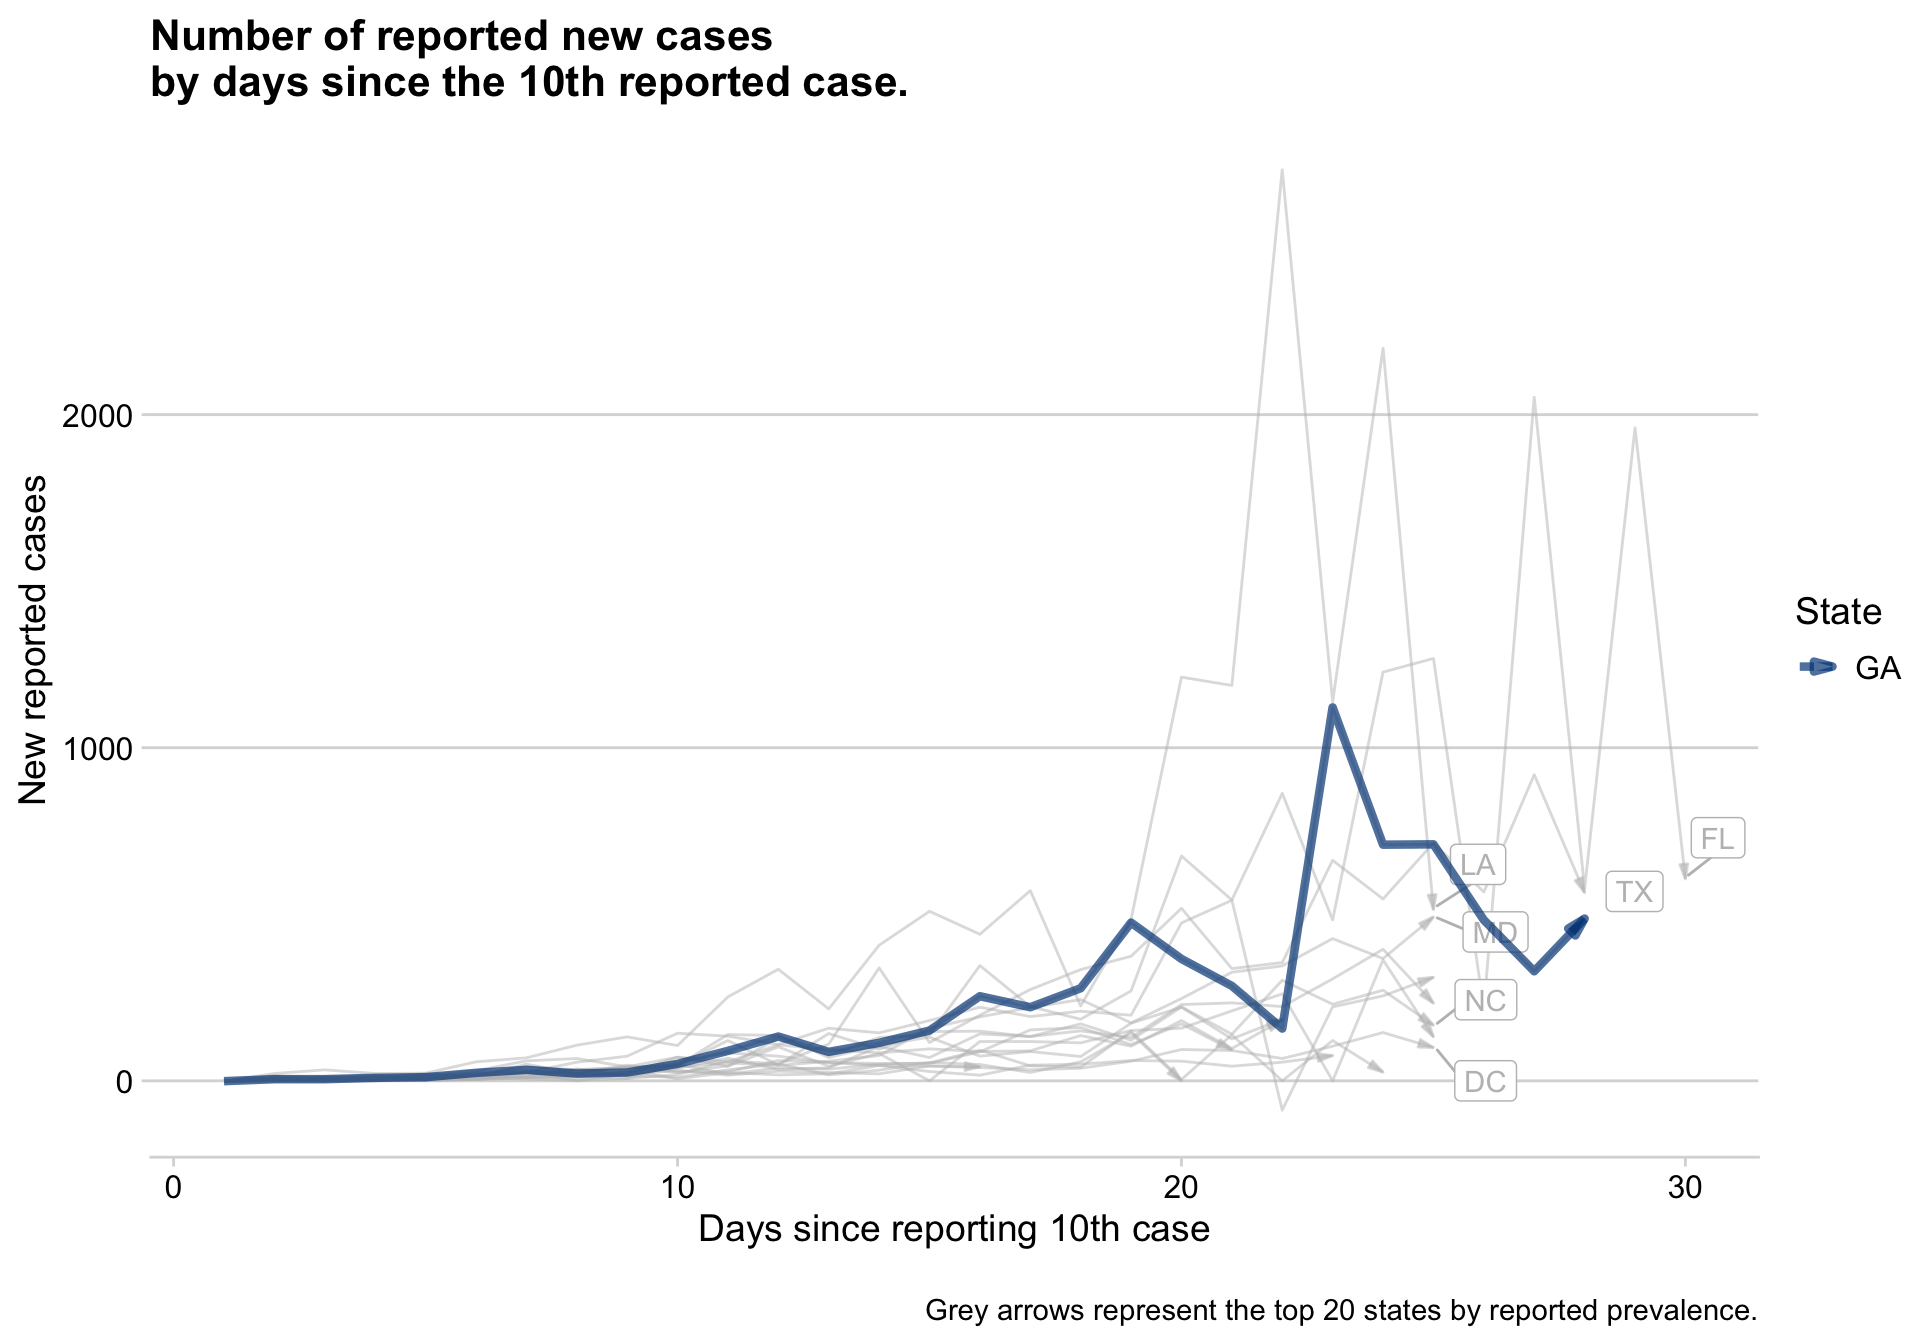 Number of reported new cases
by days since the 10th reported case.
New reported cases
2000
1000
0
FL
LA
TX
MD
NC
DC
State
GA
0
10
20
30
Days since reporting 10th case
Grey arrows represent the top 20 states by reported prevalence.